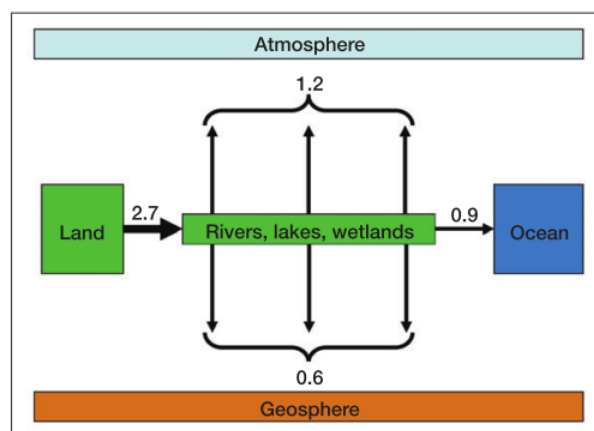 Atmosphere
1.2
Land
2.7
Rivers, lakes, wetlands
0.9
Ocean
0.6
Geosphere